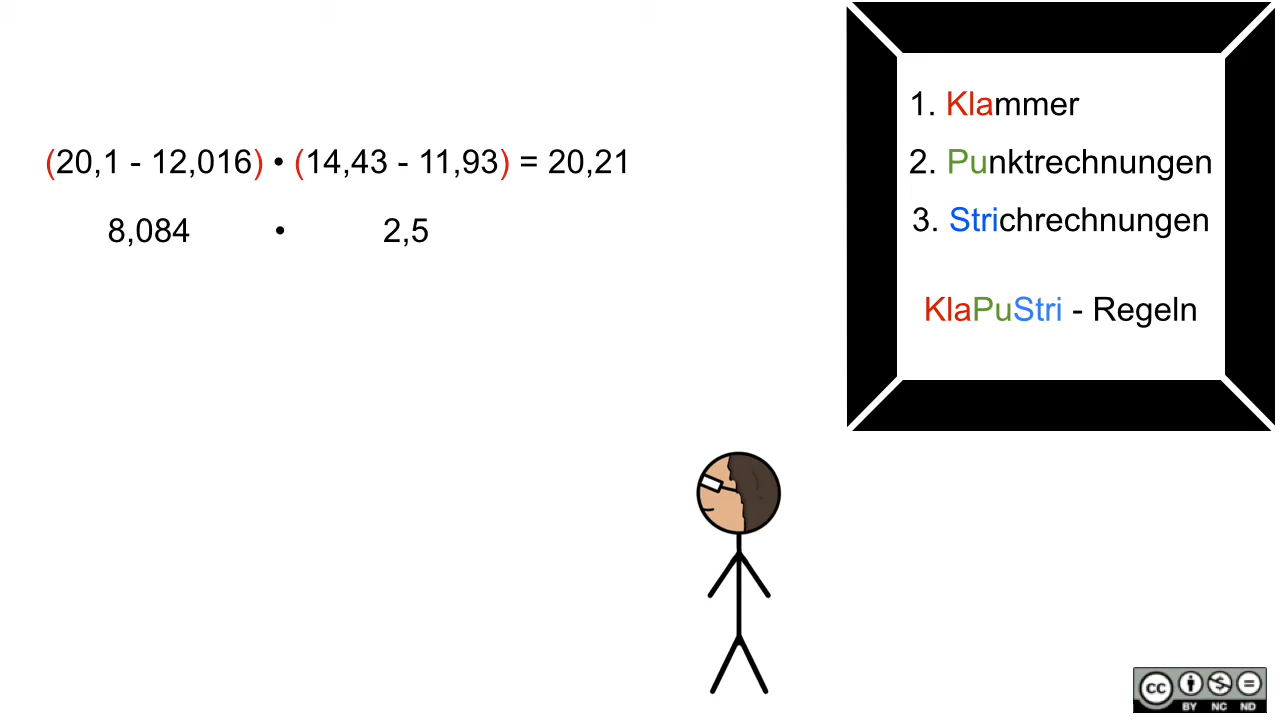 (20,1 - 12,016) • (14,43 - 11,93) = 20,21
8,084 • 2,5
1. Klammer
2. Punktrechnungen
3. Strichrechnungen
KlaPuStri - Regeln
cc
BY NC ND